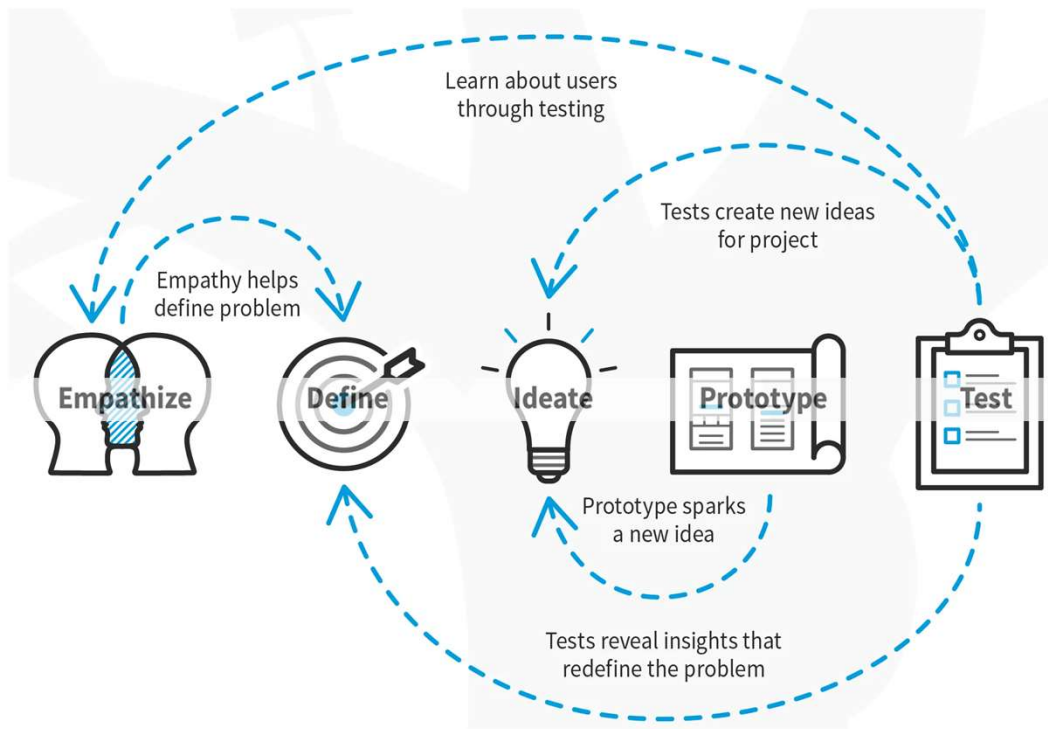 Learn about users
through testing
Tests create new ideas
for project
Empathy helps
define problem
Empathize
Define
Ideate
Prototype
Test
Prototype sparks
a new idea
Tests reveal insights that
redefine the problem